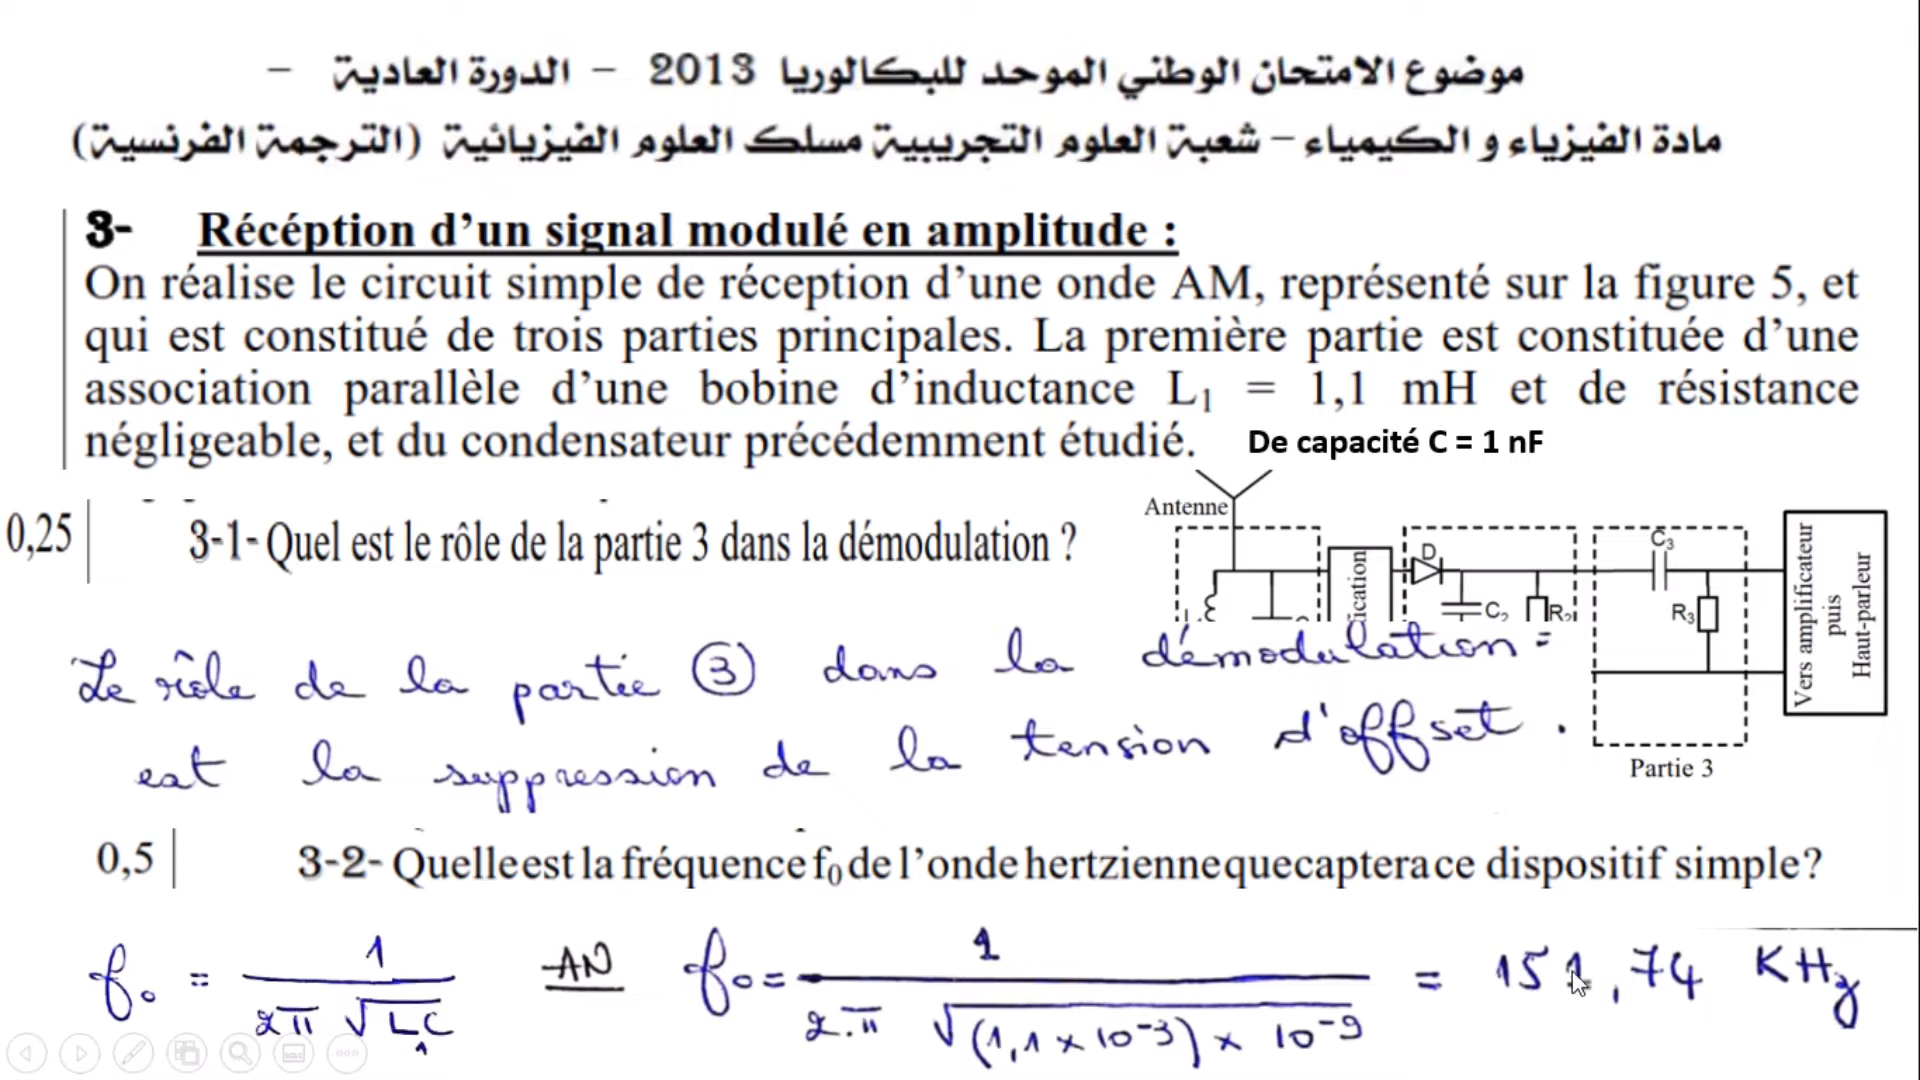 موضوع الامتحان الوطني الموحد للبكالوريا 2013 – الدورة العادية –
مادة الفيزياء و الكيمياء – شعبة العلوم التجريبية مسلك العلوم الفيزيائية (الترجمة الفرنسية)
3- Récéption d’un signal modulé en amplitude :
On réalise le circuit simple de réception d’une onde AM, représenté sur la figure 5, et
qui est constitué de trois parties principales. La première partie est constituée d’une
association parallèle d’une bobine d’inductance L₁ = 1,1 mH et de résistance
négligeable, et du condensateur précédemment étudié. De capacité C = 1 nF
Antenne
0,25 3-1- Quel est le rôle de la partie 3 dans la démodulation ?
D
C₂
R₂
C₃
R₃
Vers amplificateur
puis
Haut-parleur
Partie 3
Le rôle de la partie ③ dans la démodulation =
est la suppression de la tension d'offset .
0,5 3-2- Quelle est la fréquence f₀ de l’onde hertzienne que captera ce dispositif simple?
f₀ = 1 / 2π √L₁C AN f₀ = 1 / 2.π √(1,1 × 10⁻³) × 10⁻⁹ = 151,74 KHz